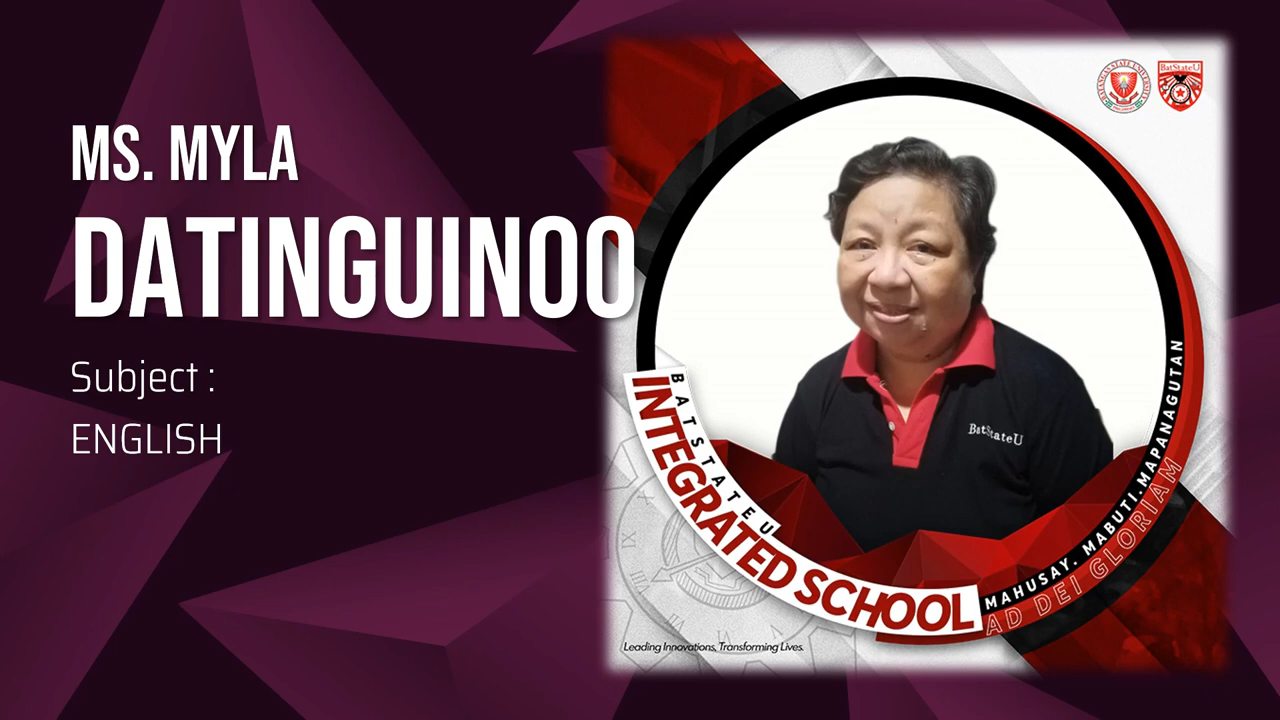 MS. MYLA
DATINGUINOO
Subject :
ENGLISH
BatStateU
BatStateU
BATSTATEU
INTEGRATED SCHOOL
MAHUSAY. MABUTI.MAPANAGUTAN
AD DEI GLORIAM
Leading Innovations, Transforming Lives.